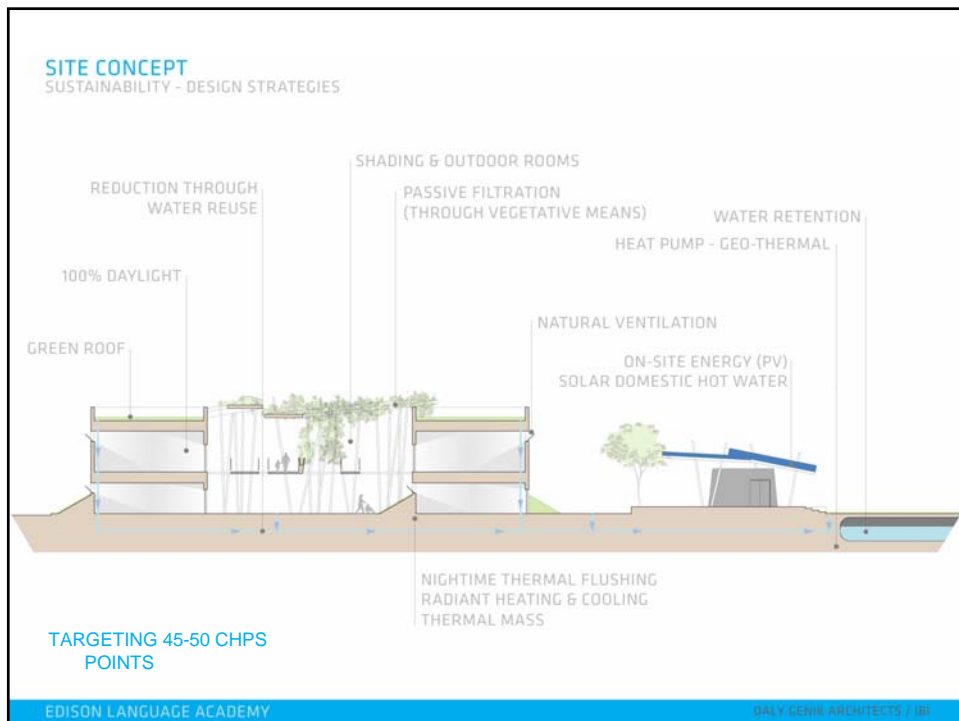 SITE CONCEPT
SUSTAINABILITY - DESIGN STRATEGIES
SHADING & OUTDOOR ROOMS
REDUCTION THROUGH
WATER REUSE
PASSIVE FILTRATION
(THROUGH VEGETATIVE MEANS)
WATER RETENTION
HEAT PUMP - GEO-THERMAL
100% DAYLIGHT
NATURAL VENTILATION
GREEN ROOF
ON-SITE ENERGY (PV)
SOLAR DOMESTIC HOT WATER
NIGHTIME THERMAL FLUSHING
RADIANT HEATING & COOLING
THERMAL MASS
TARGETING 45-50 CHPS
POINTS
EDISON LANGUAGE ACADEMY
DALY GENIK ARCHITECTS / IBI